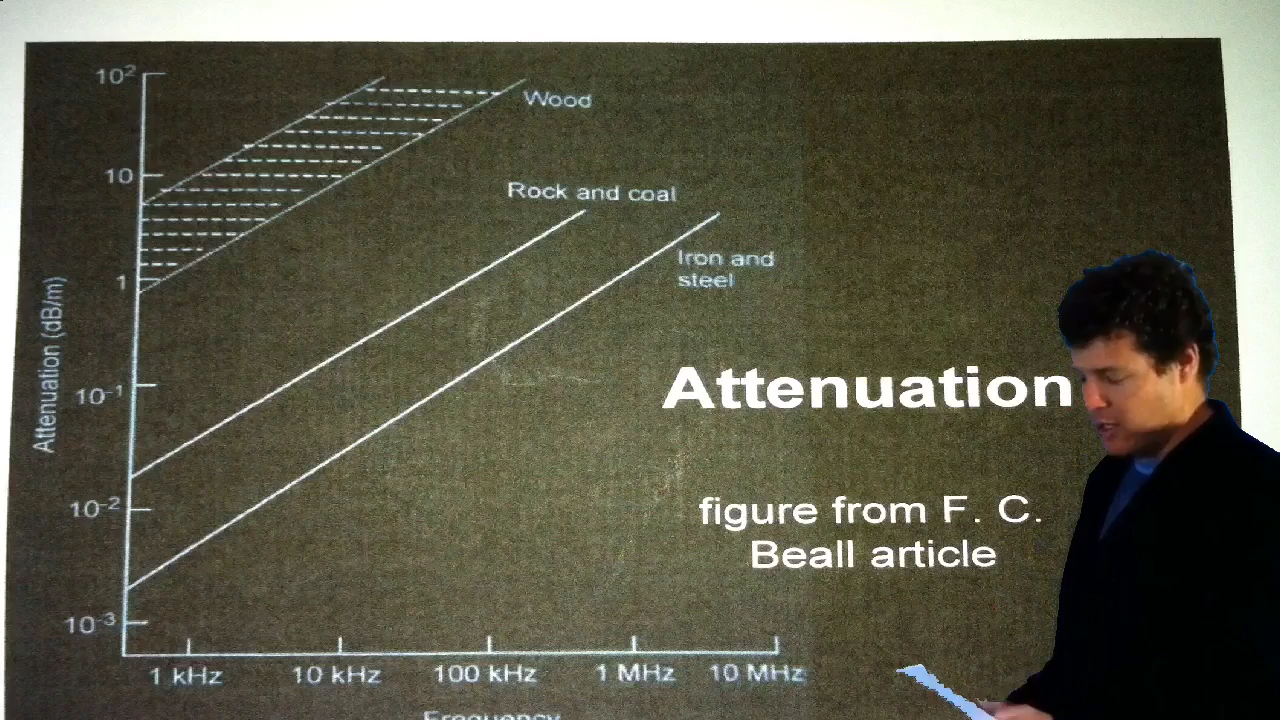 10²
10
1
10⁻¹
10⁻²
10⁻³
Attenuation (dB/m)
Wood
Rock and coal
Iron and
steel
Attenuation
figure from F. C.
Beall article
1 kHz
10 kHz
100 kHz
1 MHz
10 MHz
Frequency